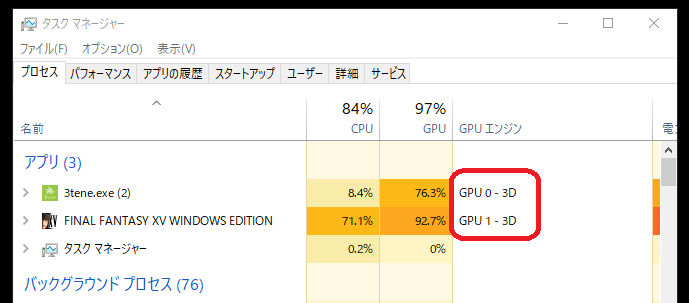 タスク マネージャー
ファイル(F) オプション(O) 表示(V)
プロセス パフォーマンス アプリの履歴 スタートアップ ユーザー 詳細 サービス
84% 97%
名前 CPU GPU GPU エンジン
アプリ (3)
3tene.exe (2) 8.4% 76.3% GPU 0 - 3D
FINAL FANTASY XV WINDOWS EDITION 71.1% 92.7% GPU 1 - 3D
タスク マネージャー 0.2% 0%
バックグラウンド プロセス (76)